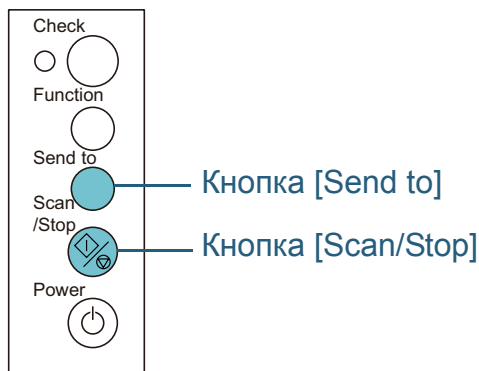 Check
Function
Send to
Кнопка [Send to]
Scan
/Stop
Кнопка [Scan/Stop]
Power